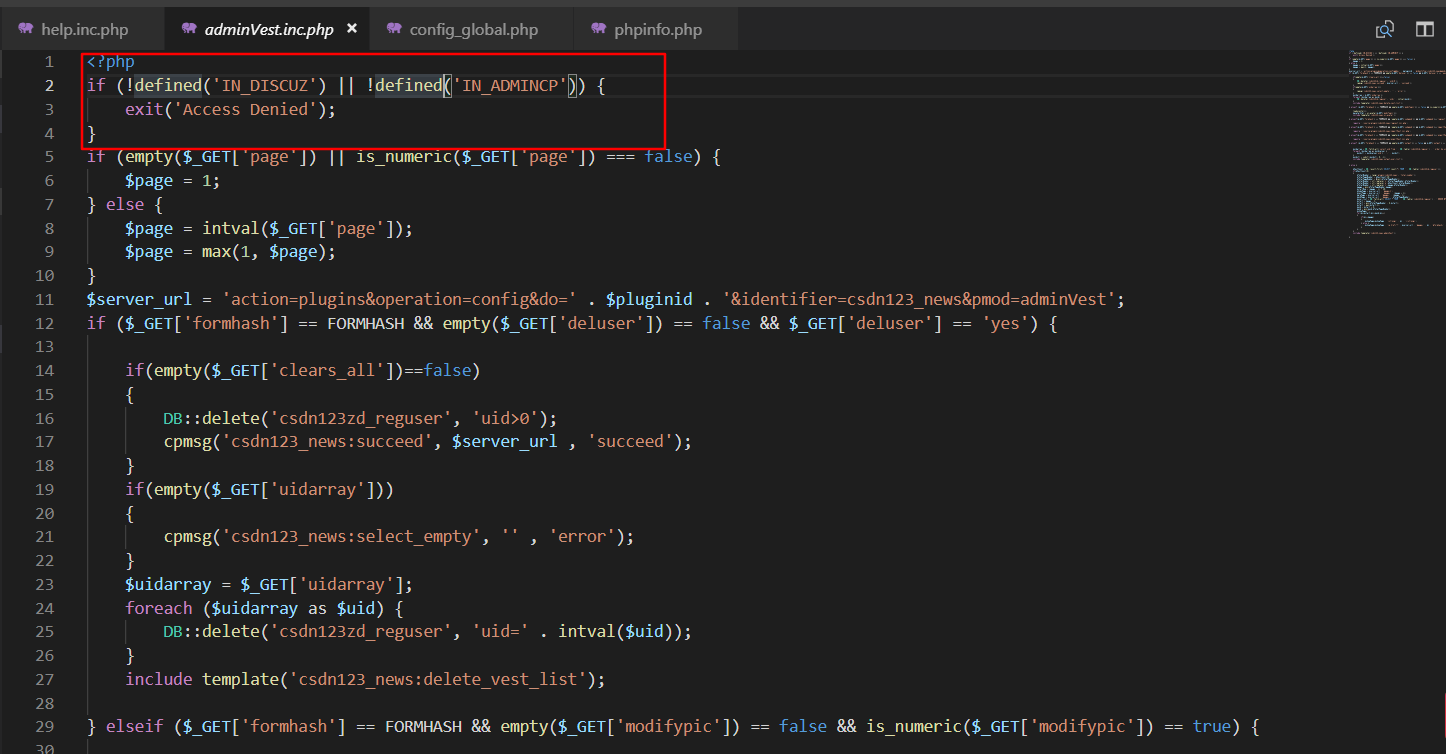 help.inc.php adminVest.inc.php × config_global.php phpinfo.php
1 <?php
2 if (!defined('IN_DISCUZ') || !defined('IN_ADMINCP')) {
3 exit('Access Denied');
4 }
5 if (empty($_GET['page']) || is_numeric($_GET['page']) === false) {
6 $page = 1;
7 } else {
8 $page = intval($_GET['page']);
9 $page = max(1, $page);
10 }
11 $server_url = 'action=plugins&operation=config&do=' . $pluginid . '&identifier=csdn123_news&pmod=adminVest';
12 if ($_GET['formhash'] == FORMHASH && empty($_GET['deluser']) == false && $_GET['deluser'] == 'yes') {
13
14 if(empty($_GET['clears_all'])==false)
15 {
16 DB::delete('csdn123zd_reguser', 'uid>0');
17 cpmsg('csdn123_news:succeed', $server_url , 'succeed');
18 }
19 if(empty($_GET['uidarray']))
20 {
21 cpmsg('csdn123_news:select_empty', '' , 'error');
22 }
23 $uidarray = $_GET['uidarray'];
24 foreach ($uidarray as $uid) {
25 DB::delete('csdn123zd_reguser', 'uid=' . intval($uid));
26 }
27 include template('csdn123_news:delete_vest_list');
28
29 } elseif ($_GET['formhash'] == FORMHASH && empty($_GET['modifypic']) == false && is_numeric($_GET['modifypic']) == true) {
30